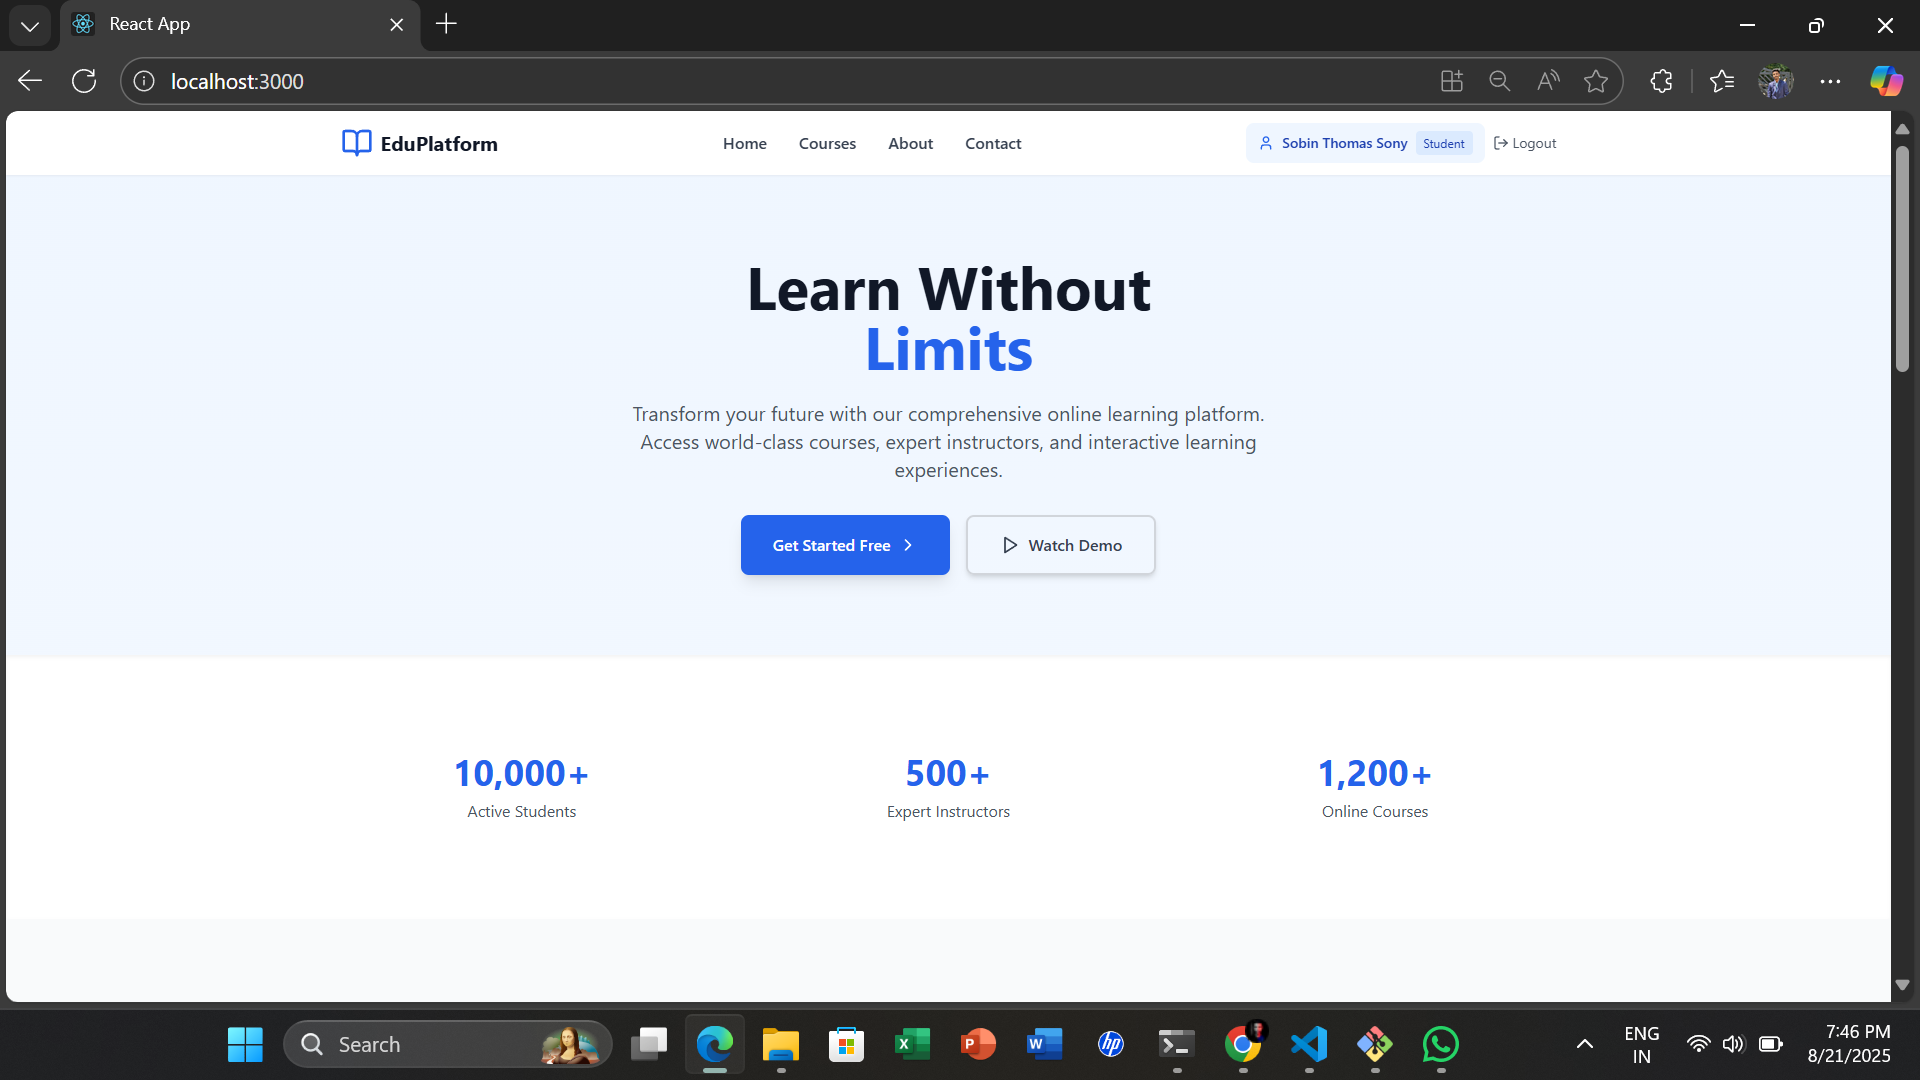 React App
localhost:3000
EduPlatform
Home
Courses
About
Contact
Sobin Thomas Sony
Student
Logout
Learn Without
Limits
Transform your future with our comprehensive online learning platform.
Access world-class courses, expert instructors, and interactive learning
experiences.
Get Started Free
Watch Demo
10,000+
Active Students
500+
Expert Instructors
1,200+
Online Courses
Search
ENG
IN
7:46 PM
8/21/2025